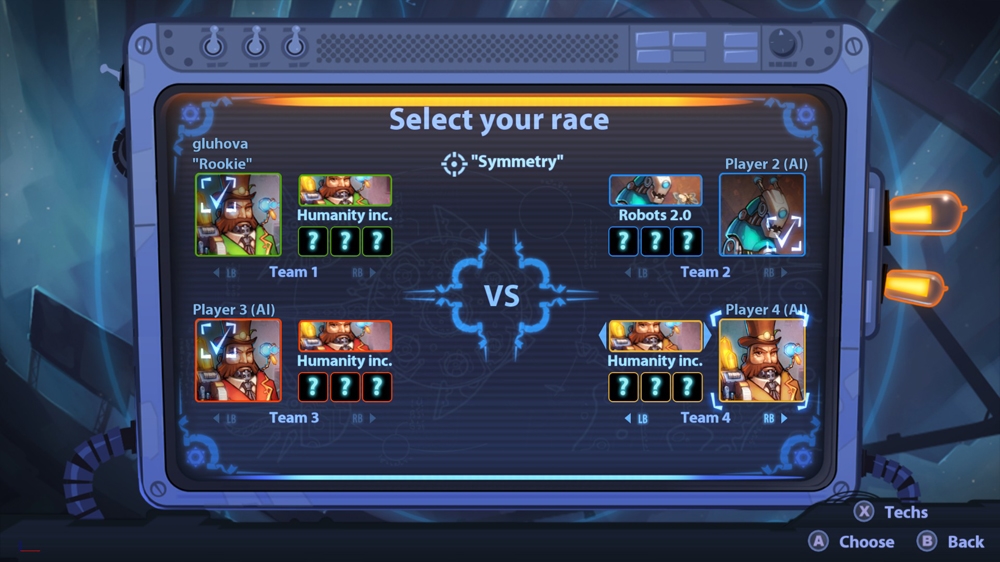 Select your race
gluhova
"Rookie"
"Symmetry"
Player 2 (AI)
Humanity inc.
? ? ?
Robots 2.0
? ? ?
LB Team 1 RB
LB Team 2 RB
VS
Player 3 (AI)
Player 4 (AI)
Humanity inc.
? ? ?
Humanity inc.
? ? ?
LB Team 3 RB
LB Team 4 RB
X Techs
A Choose B Back